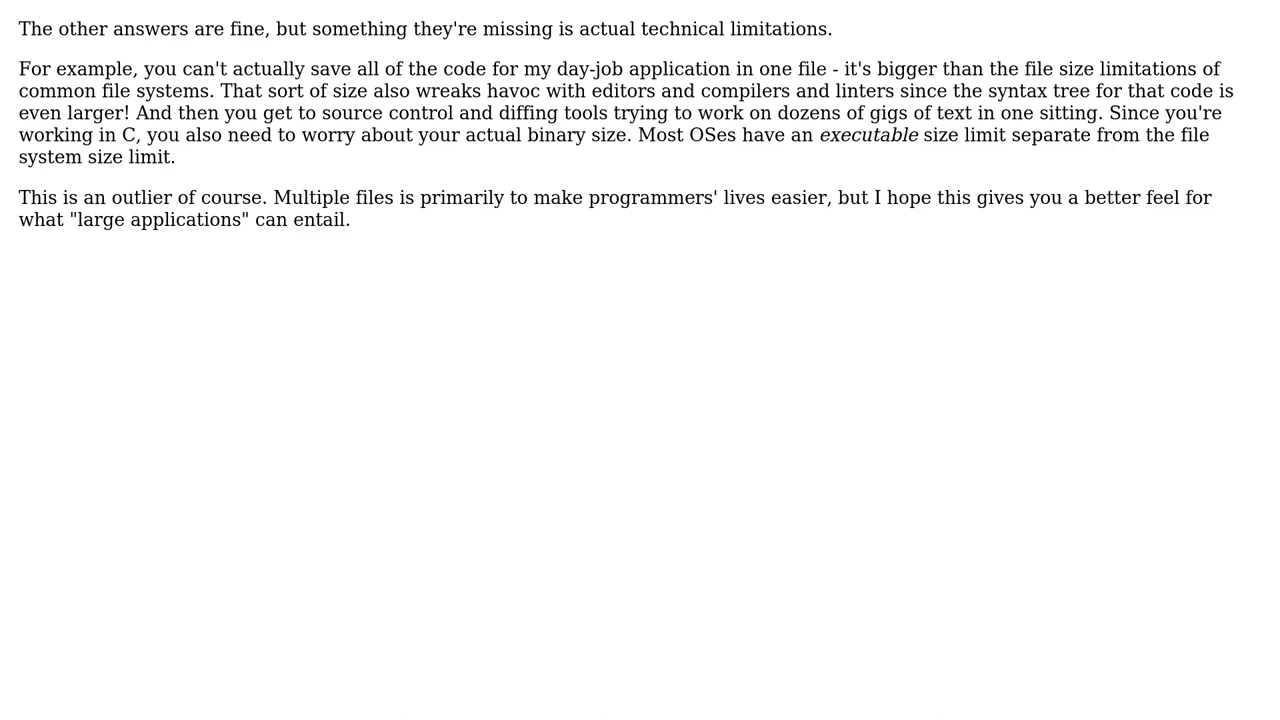 The other answers are fine, but something they're missing is actual technical limitations.
For example, you can't actually save all of the code for my day-job application in one file - it's bigger than the file size limitations of
common file systems. That sort of size also wreaks havoc with editors and compilers and linters since the syntax tree for that code is
even larger! And then you get to source control and diffing tools trying to work on dozens of gigs of text in one sitting. Since you're
working in C, you also need to worry about your actual binary size. Most OSes have an executable size limit separate from the file
system size limit.
This is an outlier of course. Multiple files is primarily to make programmers' lives easier, but I hope this gives you a better feel for
what "large applications" can entail.